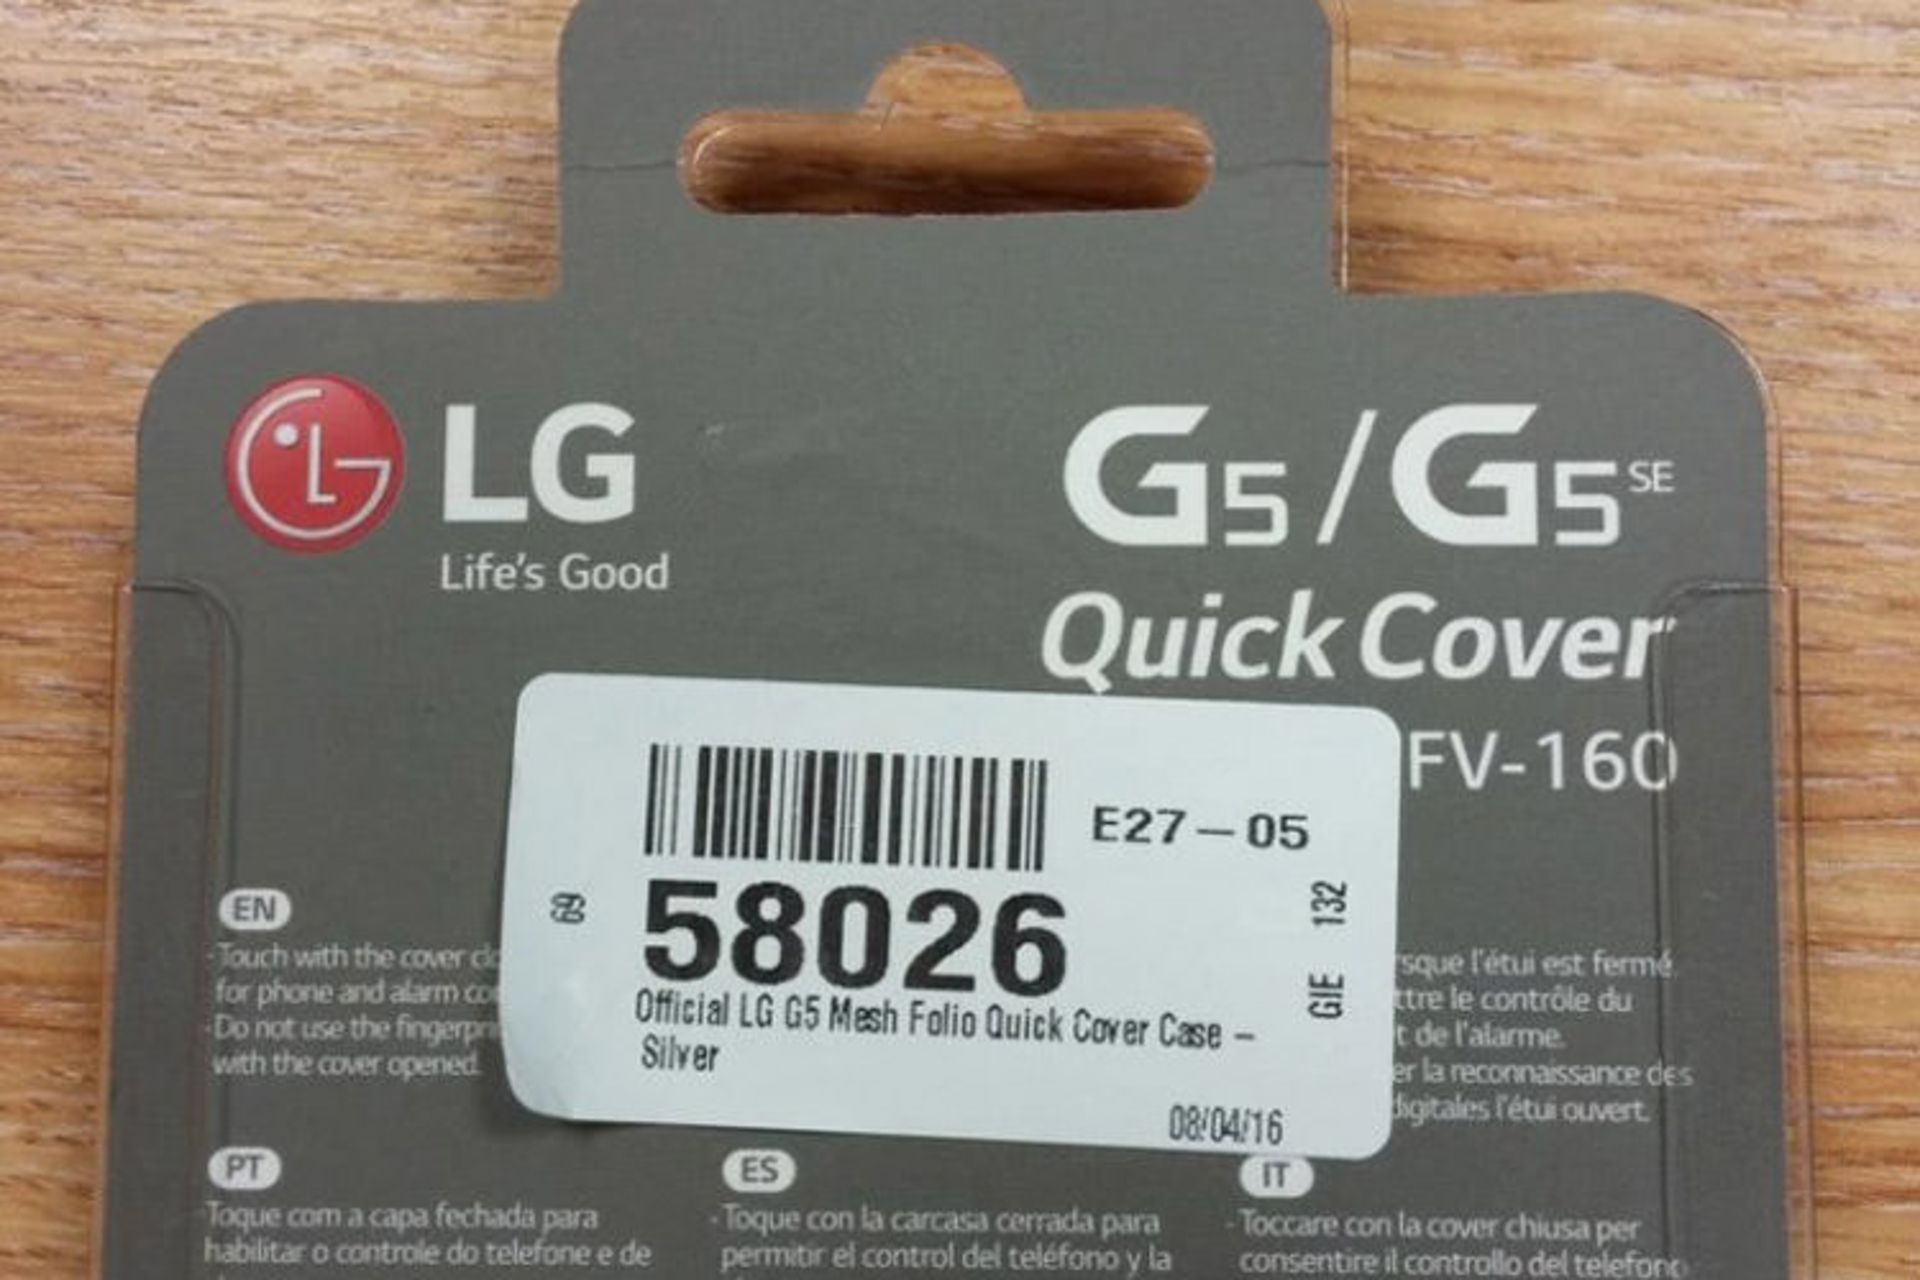 LG
Life's Good
G5/G5 SE
Quick Cover
FV-160
E27-05
58026
69
GIE 132
Official LG G5 Mesh Folio Quick Cover Case -
Silver
08/04/16
EN
-Touch with the cover
for phone and alarm
-Do not use the
with the cover opened.
l'étui est fermé
le contrôle du
de l'alarme.
la reconnaissance des
digitales l'étui ouvert.
PT
-Toque com a capa fechada para
habilitar o controle do telefone e de
ES
-Toque con la carcasa cerrada para
permitir el control del teléfono y la
IT
-Toccare con la cover chiusa per
consentire il controllo del telefono